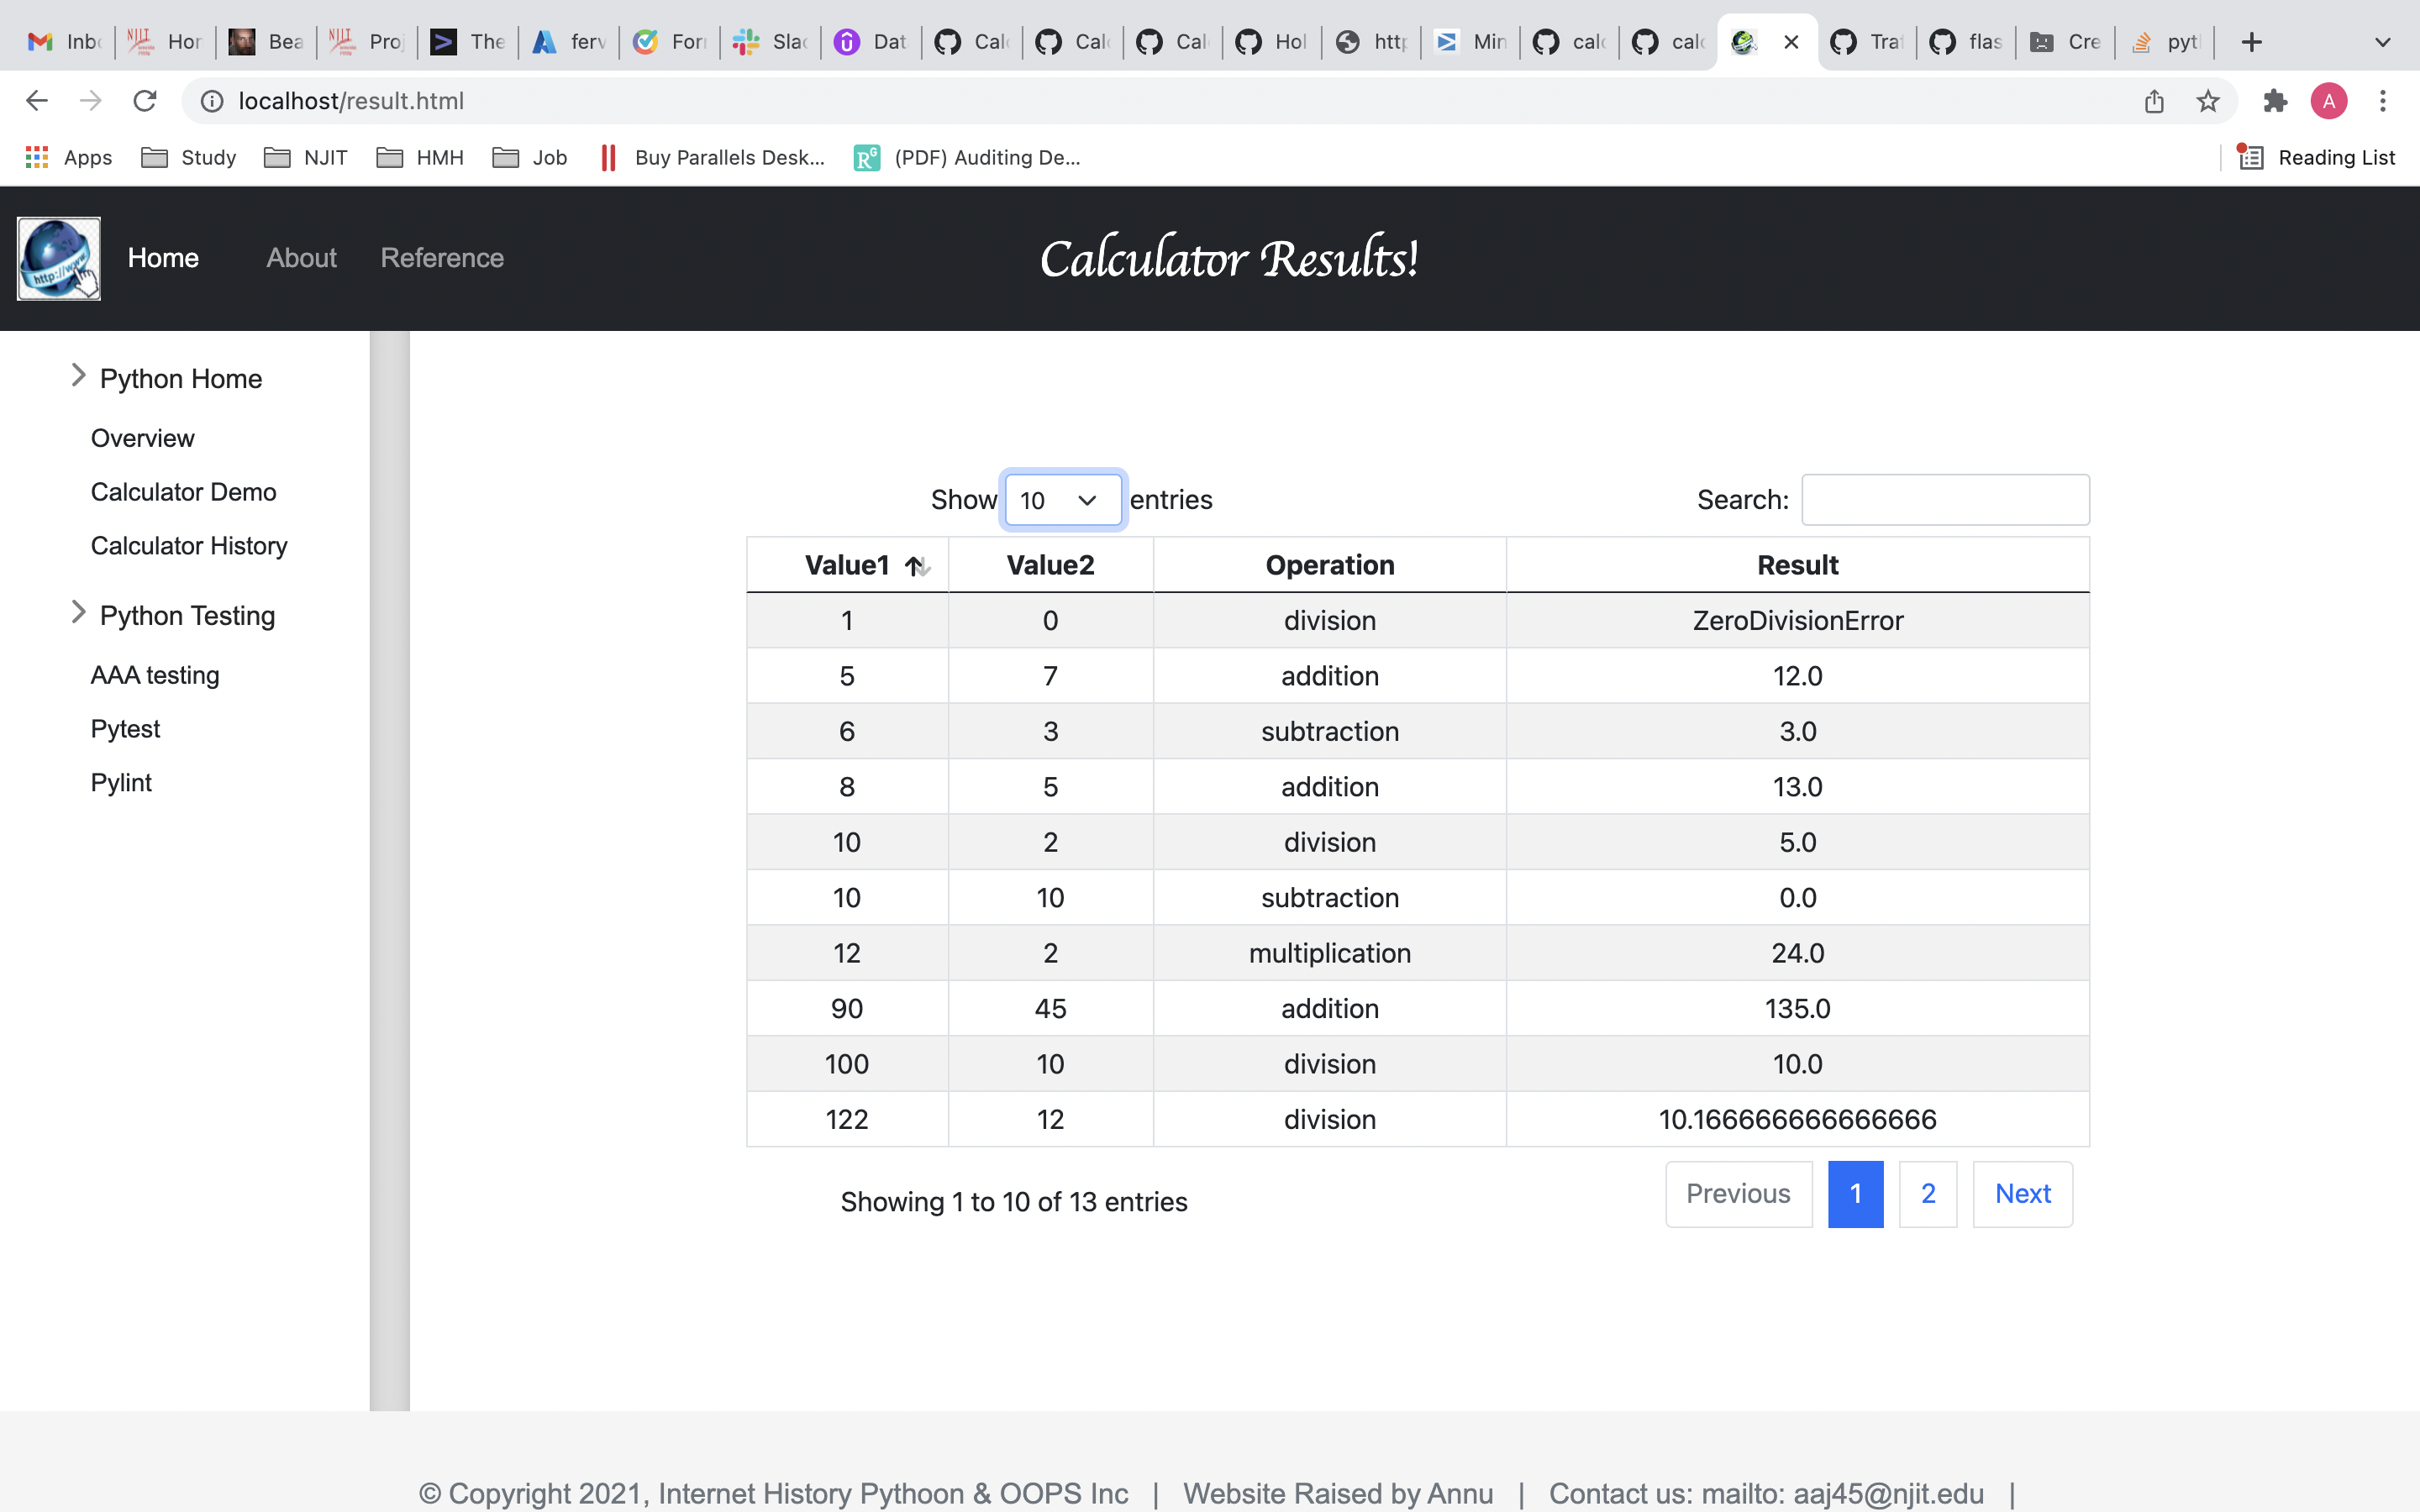 Inbo Hor Bea Proj The ferv Forr Slac Dat Calc Calc Cal Hol http Min calc calc Traf flas Cre pytl
localhost/result.html A
Apps Study NJIT HMH Job Buy Parallels Desk... (PDF) Auditing De... Reading List
Home About Reference Calculator Results!
Python Home
Overview
Calculator Demo
Calculator History
Python Testing
AAA testing
Pytest
Pylint
Show 10 entries Search:
Value1 Value2 Operation Result
1 0 division ZeroDivisionError
5 7 addition 12.0
6 3 subtraction 3.0
8 5 addition 13.0
10 2 division 5.0
10 10 subtraction 0.0
12 2 multiplication 24.0
90 45 addition 135.0
100 10 division 10.0
122 12 division 10.166666666666666
Showing 1 to 10 of 13 entries Previous 1 2 Next
© Copyright 2021, Internet History Pythoon & OOPS Inc | Website Raised by Annu | Contact us: mailto: aaj45@njit.edu |